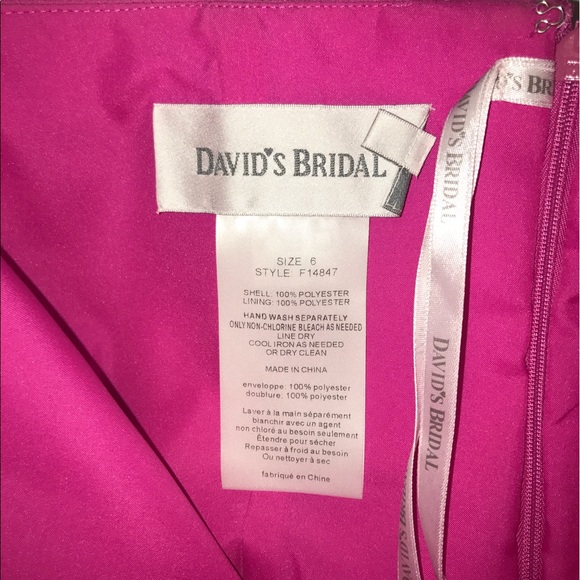 DAVID'S BRIDAL
SIZE 6
STYLE: F14847
SHELL: 100% POLYESTER
LINING: 100% POLYESTER
HAND WASH SEPARATELY
ONLY NON-CHLORINE BLEACH AS NEEDED
LINE DRY
COOL IRON AS NEEDED
OR DRY CLEAN
MADE IN CHINA
enveloppe: 100% polyester
doublure: 100% polyester
Laver à la main séparément
blanchir avec un agent
non chloré au besoin seulement
Étendre pour sécher
Repasser à froid au besoin
Ou nettoyer à sec
fabriqué en Chine
'S BR
DAVID'S BRIDAL
DAVID'S BRIDAL